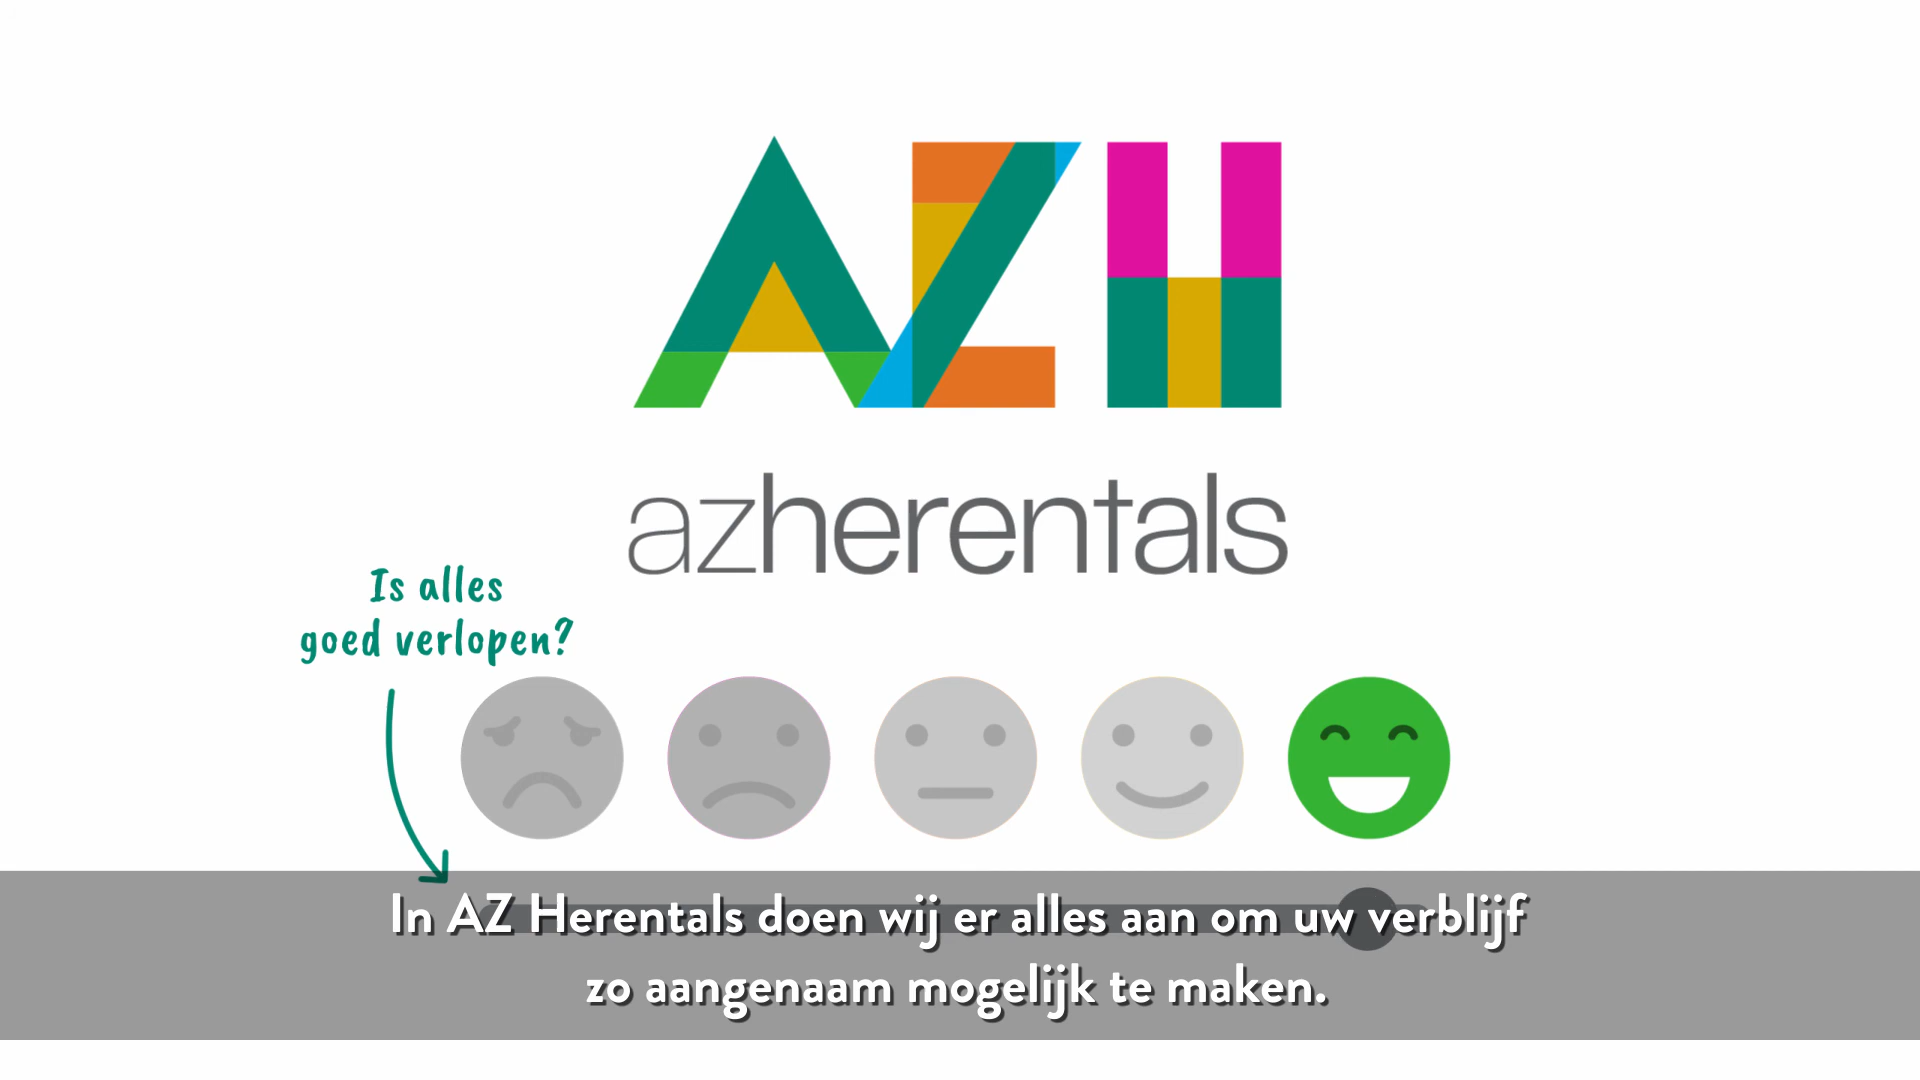 AZH
azherentals
Is alles
goed verlopen?
In AZ Herentals doen wij er alles aan om uw verblijf
zo aangenaam mogelijk te maken.